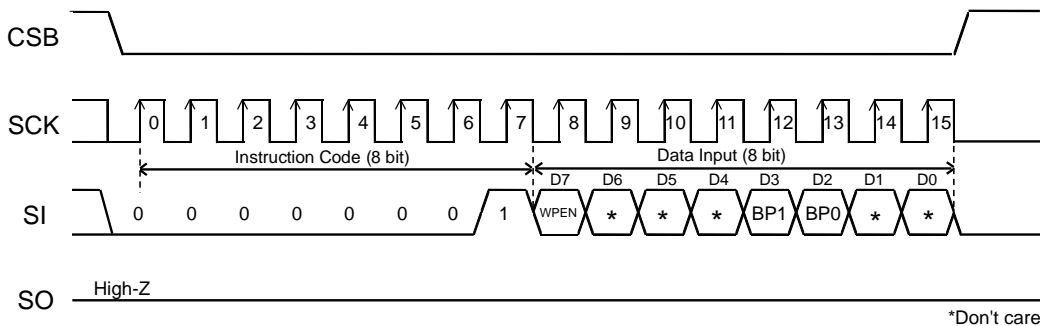 CSB
SCK
0 1 2 3 4 5 6 7 8 9 10 11 12 13 14 15
Instruction Code (8 bit) Data Input (8 bit)
D7 D6 D5 D4 D3 D2 D1 D0
SI
0 0 0 0 0 0 0 1 WPEN * * * BP1 BP0 * *
High-Z
SO
*Don't care